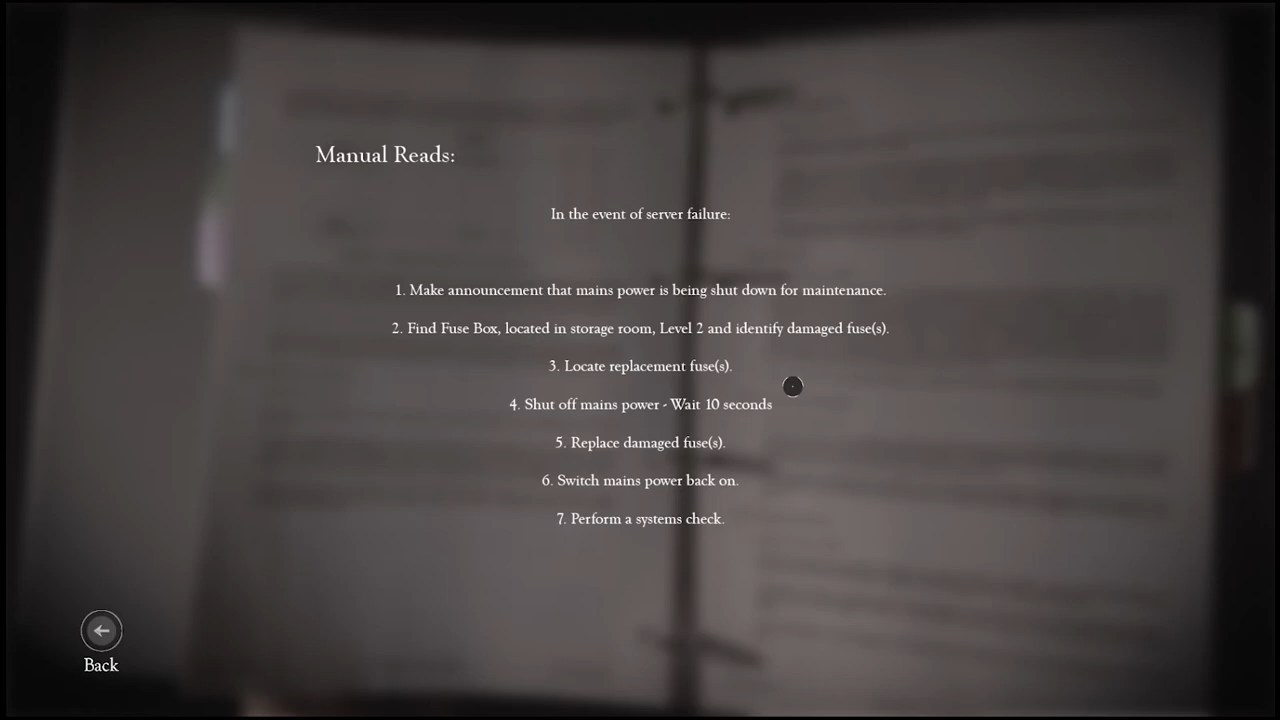 Manual Reads:
In the event of server failure:
1. Make announcement that mains power is being shut down for maintenance.
2. Find Fuse Box, located in storage room, Level 2 and identify damaged fuse(s).
3. Locate replacement fuse(s).
4. Shut off mains power - Wait 10 seconds
5. Replace damaged fuse(s).
6. Switch mains power back on.
7. Perform a systems check.
Back